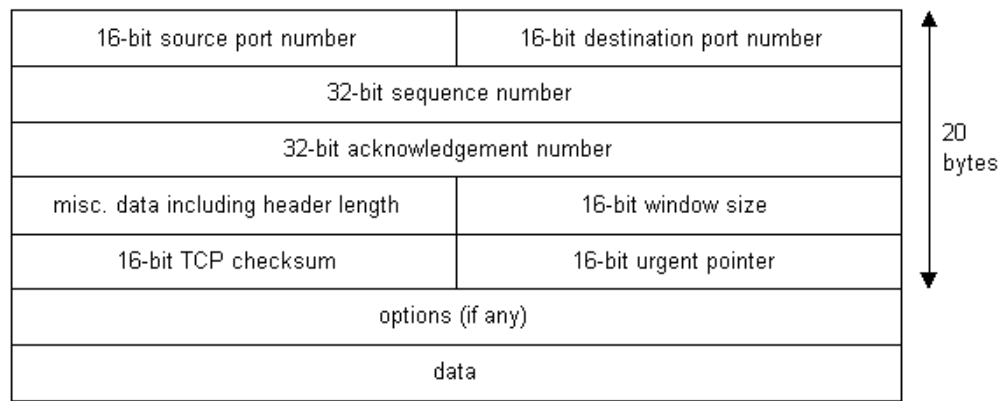 16-bit source port number
16-bit destination port number
32-bit sequence number
32-bit acknowledgement number
20
bytes
misc. data including header length
16-bit window size
16-bit TCP checksum
16-bit urgent pointer
options (if any)
data